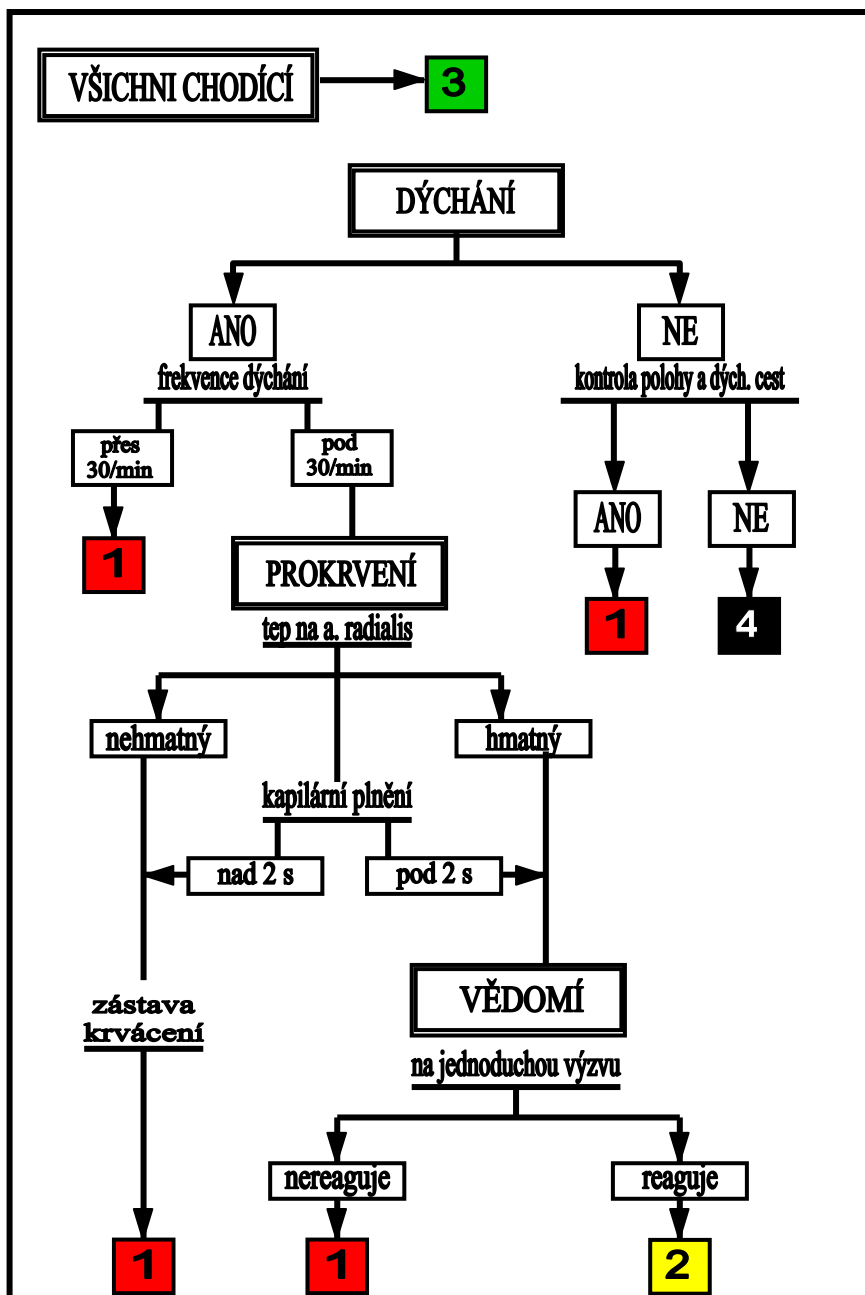 VŠICHNI CHODÍCÍ
3
DÝCHÁNÍ
ANO
NE
frekvence dýchání
kontrola polohy a dých. cest
přes
30/min
pod
30/min
ANO
NE
1
PROKRVENÍ
1
4
tep na a. radialis
nehmatný
hmatný
kapilární plnění
nad 2 s
pod 2 s
VĚDOMÍ
zástava
krvácení
na jednoduchou výzvu
nereaguje
reaguje
1
1
2